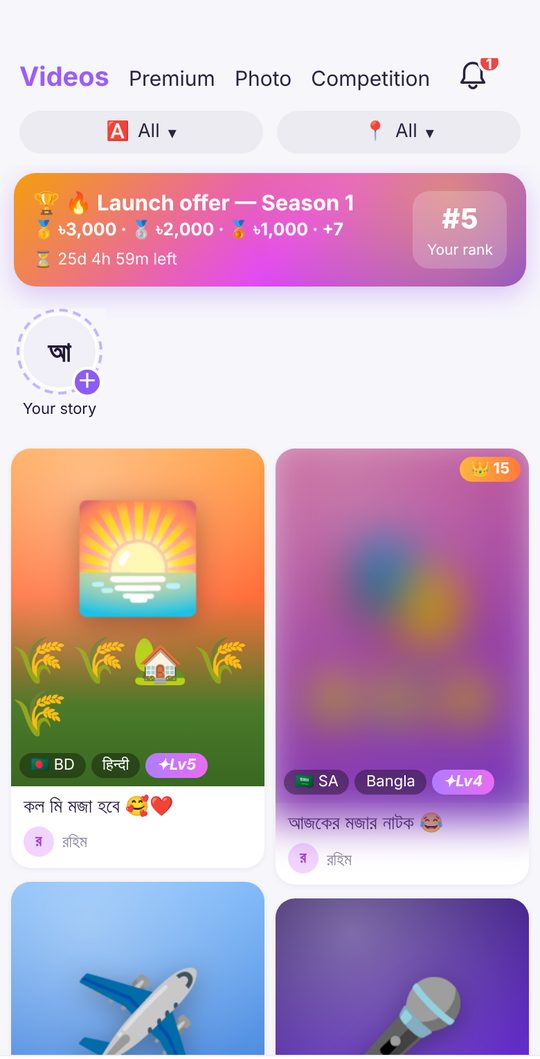 Videos Premium Photo Competition 1
🅰️ All ▾ 📍 All ▾
🏆 🔥 Launch offer — Season 1
🥇 ৳3,000 · 🥈 ৳2,000 · 🥉 ৳1,000 · +7
⏳ 25d 4h 59m left
#5
Your rank
আ
Your story
👑 15
🇧🇩 BD हिन्दी ✦Lv5
কল মি মজা হবে 🥰❤️
র রহিম
🇸🇦 SA Bangla ✦Lv4
আজকের মজার নাটক 😂
র রহিম